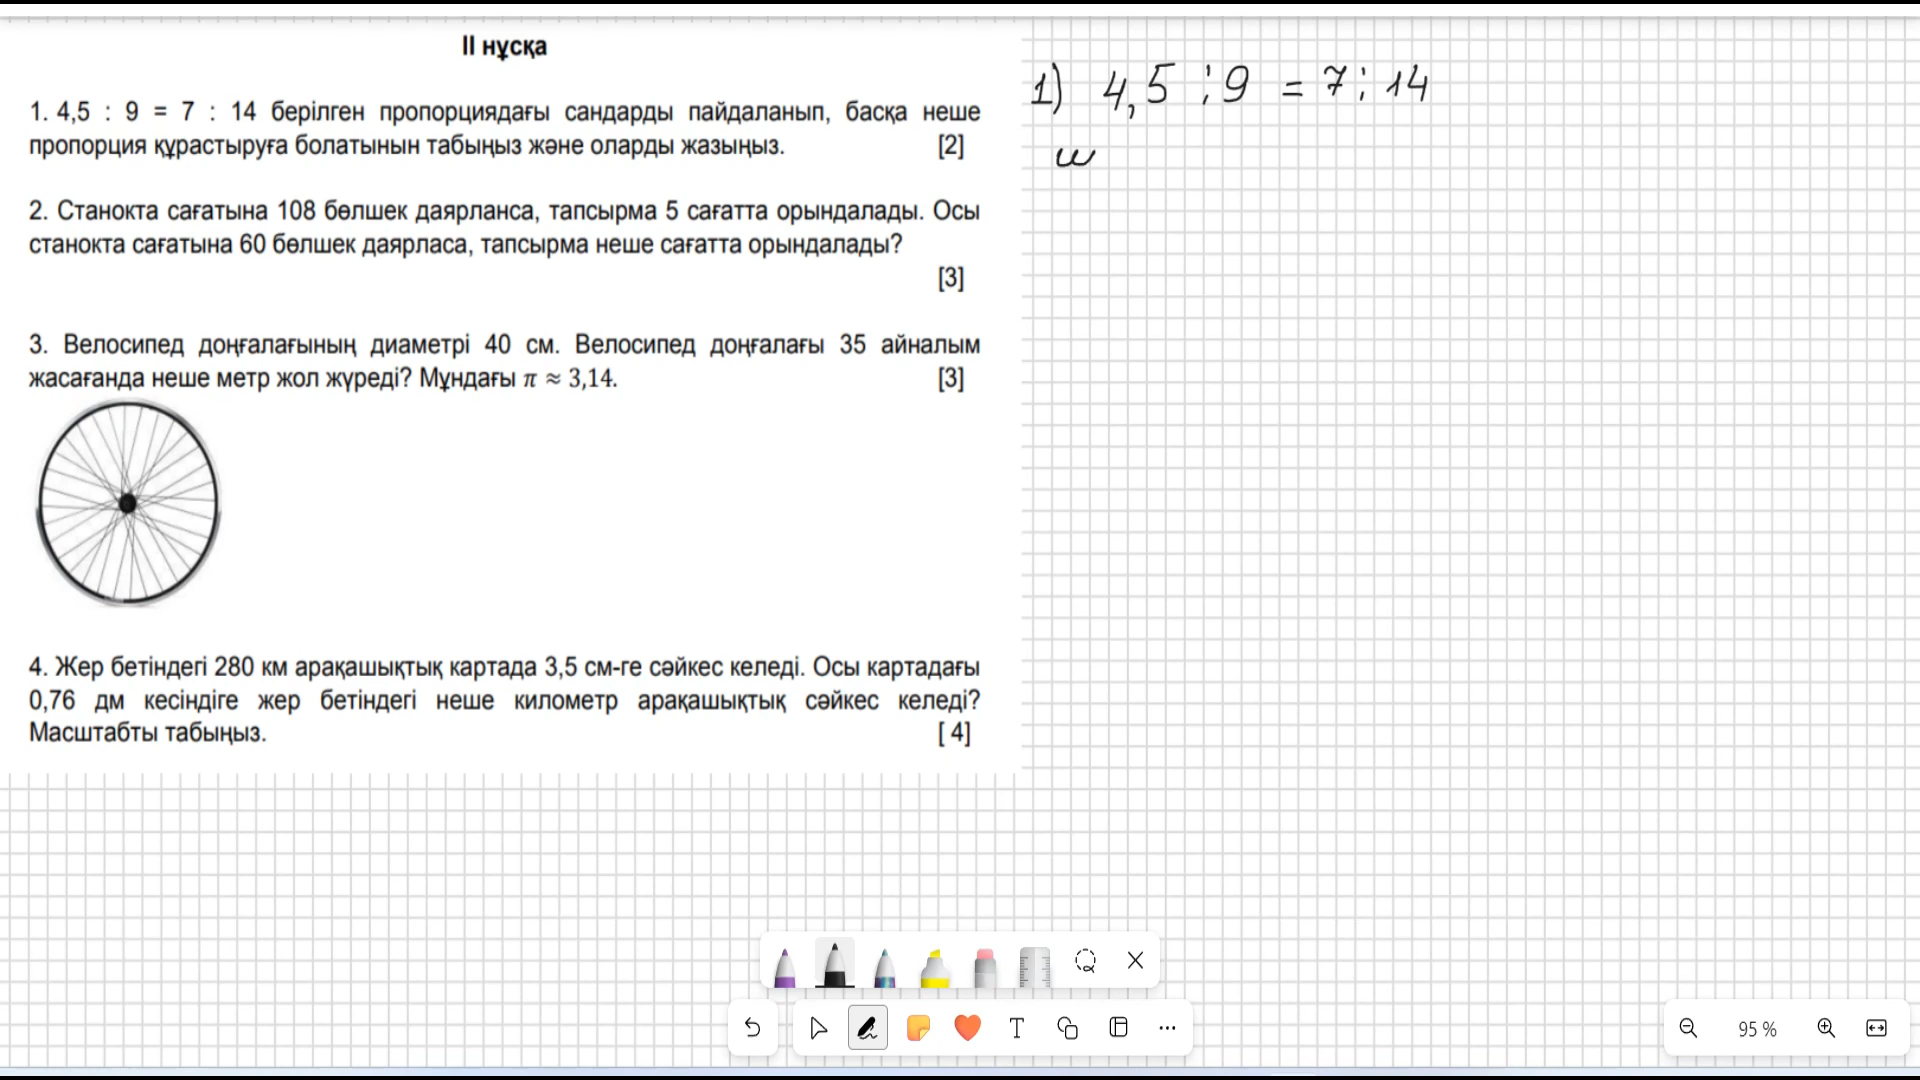 II нұсқа
1. 4,5 : 9 = 7 : 14 берілген пропорциядағы сандарды пайдаланып, басқа неше
пропорция құрастыруға болатынын табыңыз және оларды жазыңыз. [2]
2. Станокта сағатына 108 бөлшек даярланса, тапсырма 5 сағатта орындалады. Осы
станокта сағатына 60 бөлшек даярласа, тапсырма неше сағатта орындалады?
[3]
3. Велосипед доңғалағының диаметрі 40 см. Велосипед доңғалағы 35 айналым
жасағанда неше метр жол жүреді? Мұндағы π ≈ 3,14. [3]
4. Жер бетіндегі 280 км арақашықтық картада 3,5 см-ге сәйкес келеді. Осы картадағы
0,76 дм кесіндіге жер бетіндегі неше километр арақашықтық сәйкес келеді?
Масштабты табыңыз. [ 4]
1) 4,5 : 9 = 7 : 14
ш
95 %